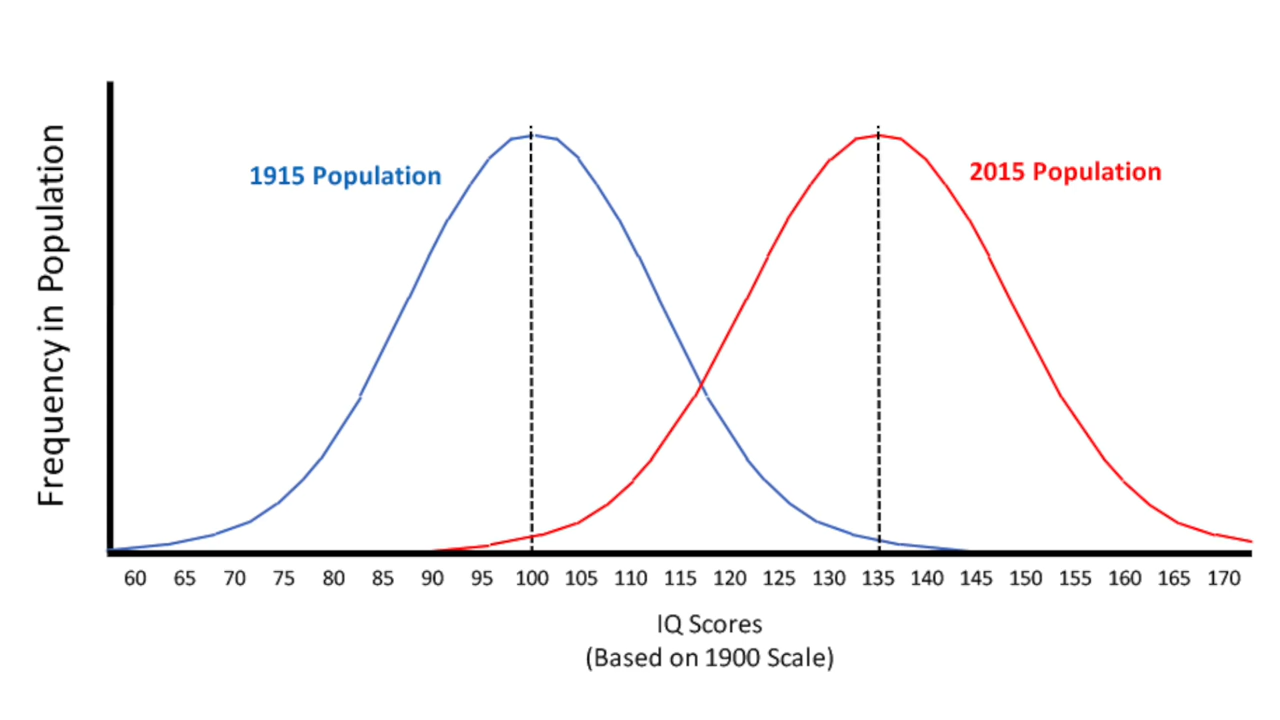 Frequency in Population
1915 Population
2015 Population
60 65 70 75 80 85 90 95 100 105 110 115 120 125 130 135 140 145 150 155 160 165 170
IQ Scores
(Based on 1900 Scale)